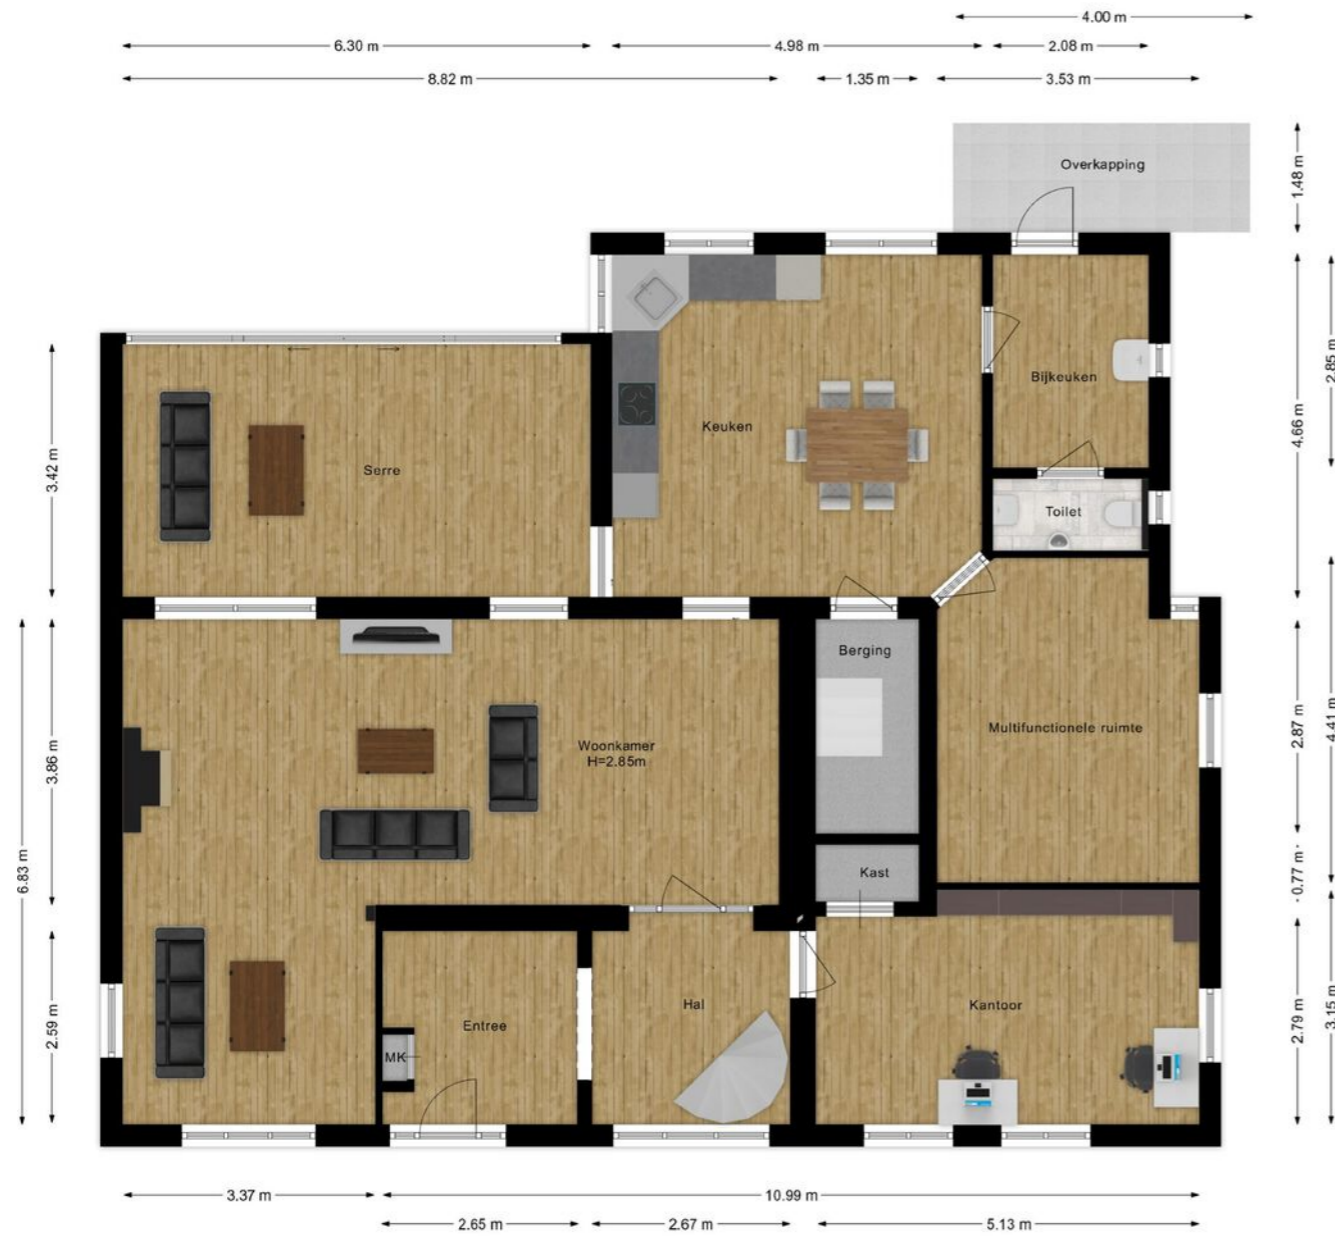 4.00 m
6.30 m
4.98 m
2.08 m
8.82 m
1.35 m
3.53 m
Overkapping
1.48 m
2.85 m
Bijkeuken
4.66 m
Keuken
3.42 m
Serre
Toilet
Berging
Multifunctionele ruimte
2.87 m
4.41 m
Woonkamer
H=2.85m
3.86 m
6.83 m
Kast
0.77 m
Hal
Kantoor
Entree
MK
2.59 m
2.79 m
3.15 m
3.37 m
10.99 m
2.65 m
2.67 m
5.13 m